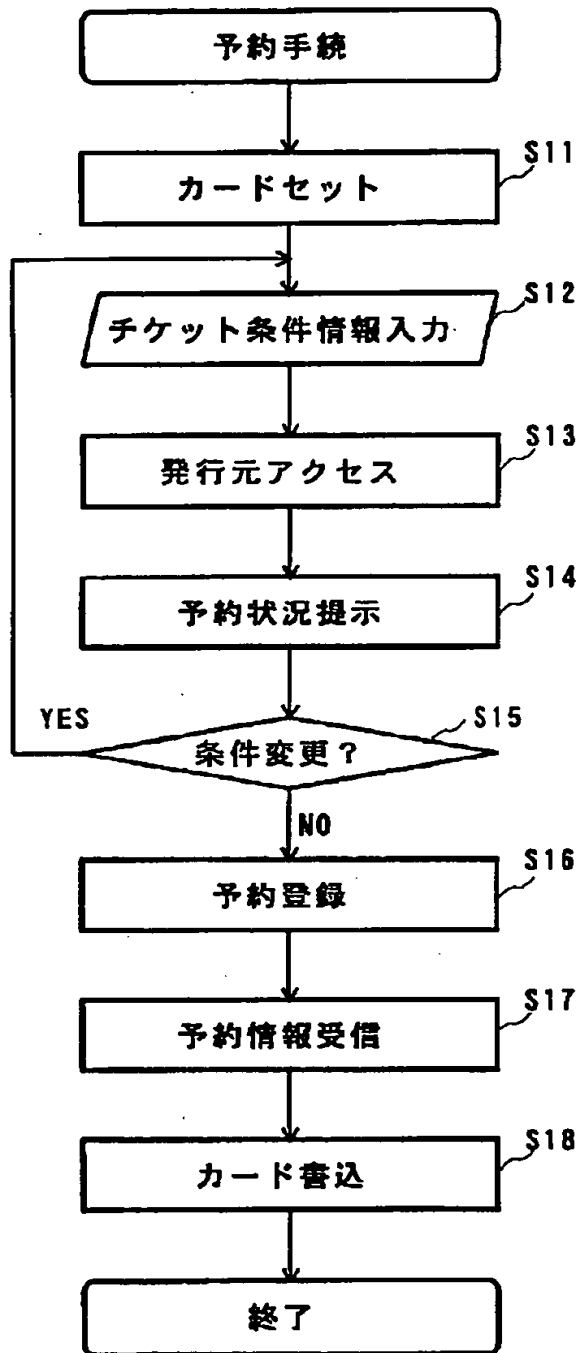 予約手続
S11
カードセット
S12
チケット条件情報入力
S13
発行元アクセス
S14
予約状況提示
YES
S15
条件変更?
NO
S16
予約登録
S17
予約情報受信
S18
カード書込
終了